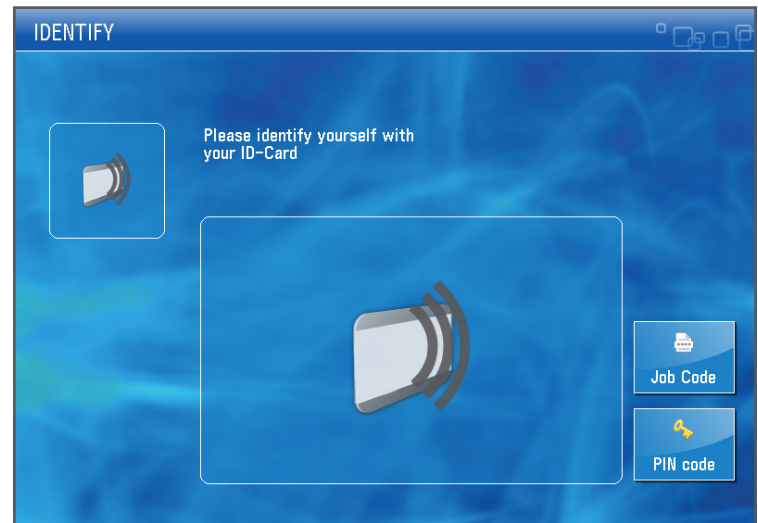 IDENTIFY
Please identify yourself with
your ID-Card
Job Code
PIN code